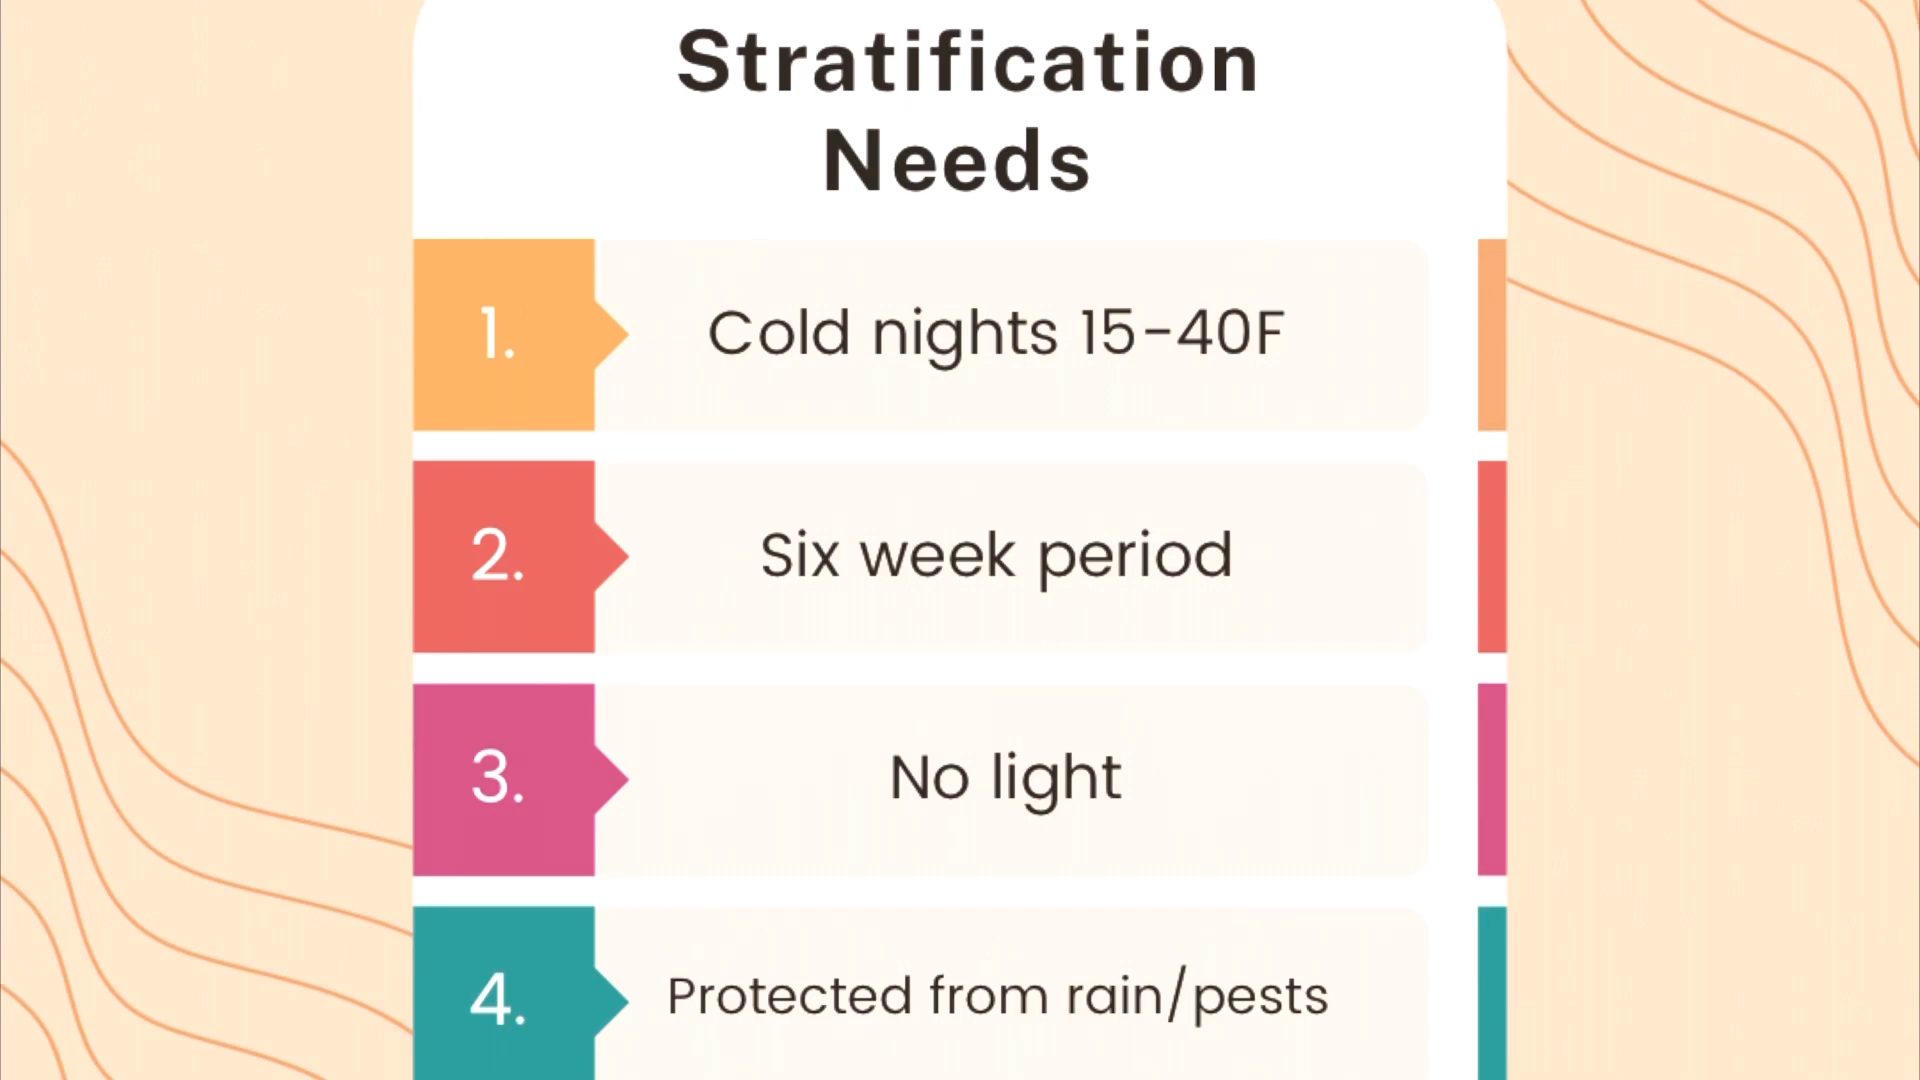 Stratification
Needs
1. Cold nights 15-40F
2. Six week period
3. No light
4. Protected from rain/pests